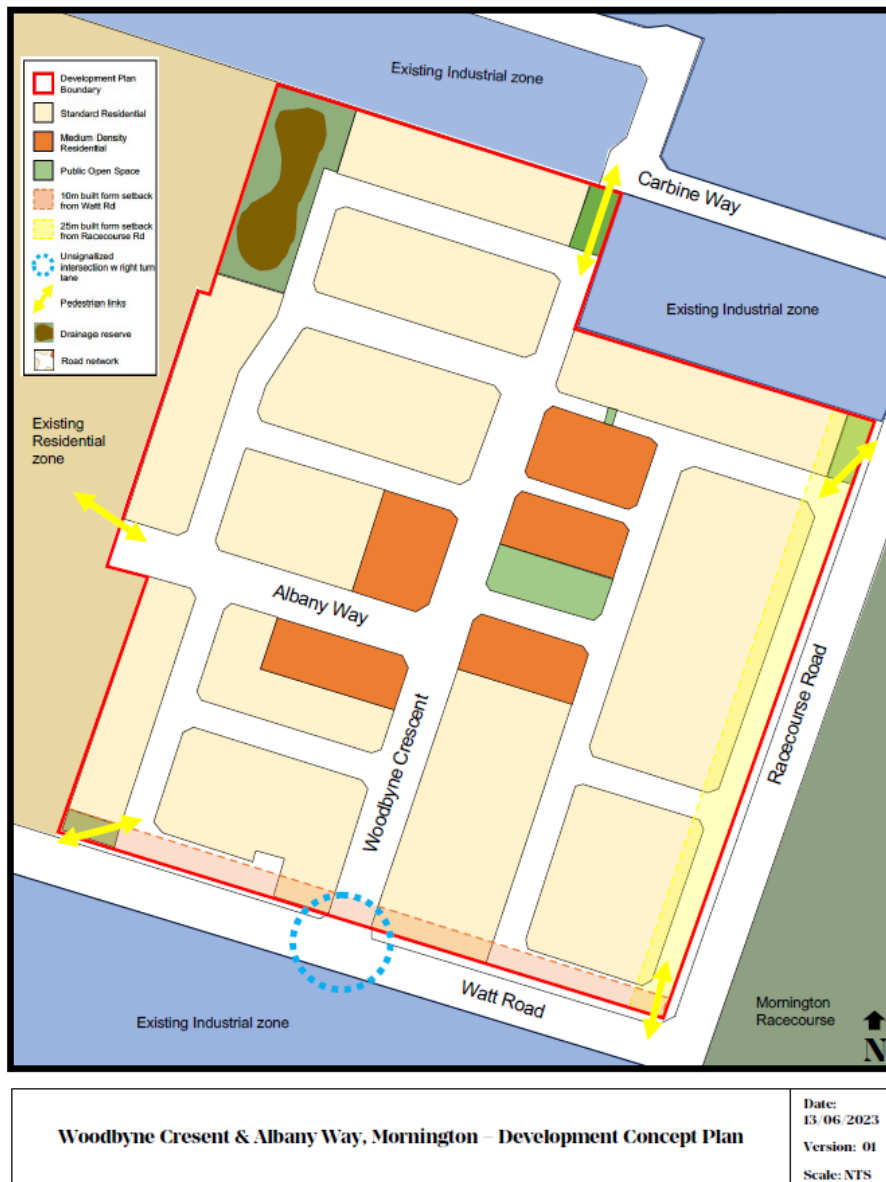 Existing Industrial zone
Development Plan
Boundary
Standard Residential
Medium Density
Residential
Public Open Space
10m built form setback
from Watt Rd
25m built form setback
from Racecourse Rd
Unsignalized
intersection w right turn
lane
Pedestrian links
Drainage reserve
Road network
Carbine Way
Existing Industrial zone
Existing
Residential
zone
Albany Way
Woodbyne Crescent
Racecourse Road
Watt Road
Existing Industrial zone
Mornington
Racecourse
N
Woodbyne Cresent & Albany Way, Mornington – Development Concept Plan
Date:
13/06/2023
Version: 01
Scale: NTS